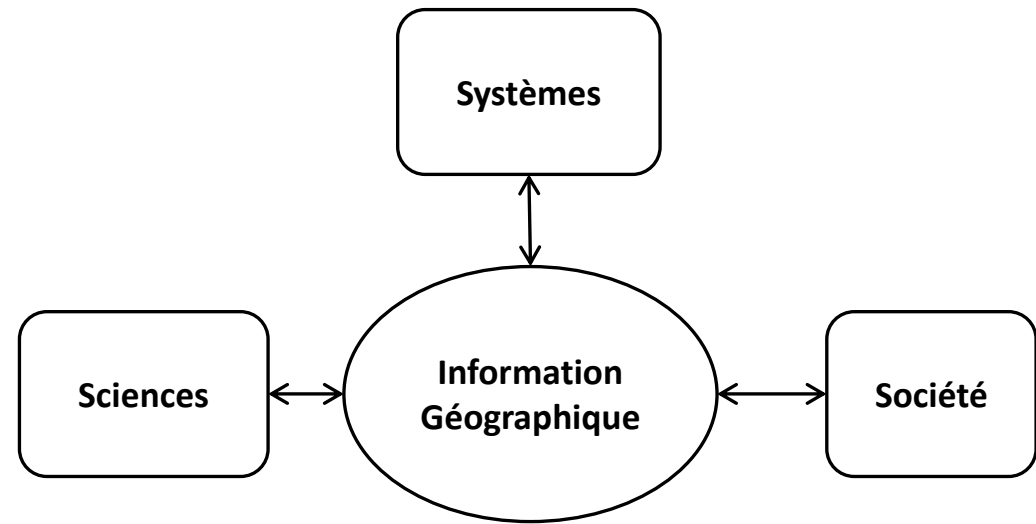 Systèmes
Sciences
Information
Géographique
Société